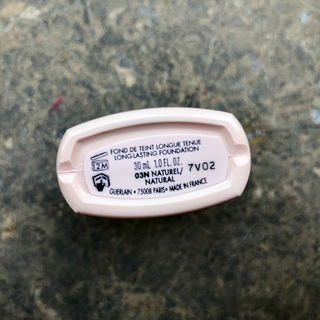 FOND DE TEINT LONGUE TENUE
LONG-LASTING FOUNDATION
12M
30 mL 1.0 FL. OZ.
03N NATUREL/
NATURAL
7V02
GUERLAIN • 75008 PARIS • MADE IN FRANCE